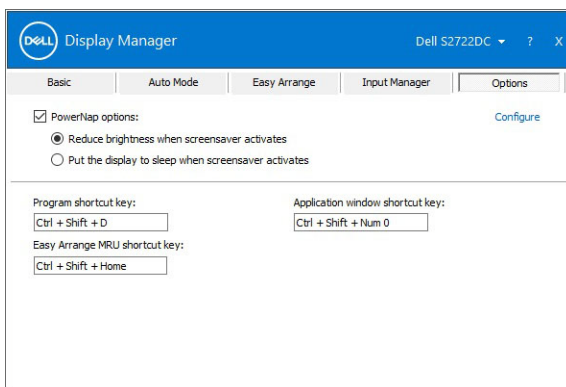 DELL Display Manager Dell S2722DC ? X
Basic Auto Mode Easy Arrange Input Manager Options
PowerNap options: Configure
Reduce brightness when screensaver activates
Put the display to sleep when screensaver activates
Program shortcut key: Application window shortcut key:
Ctrl + Shift + D Ctrl + Shift + Num 0
Easy Arrange MRU shortcut key:
Ctrl + Shift + Home